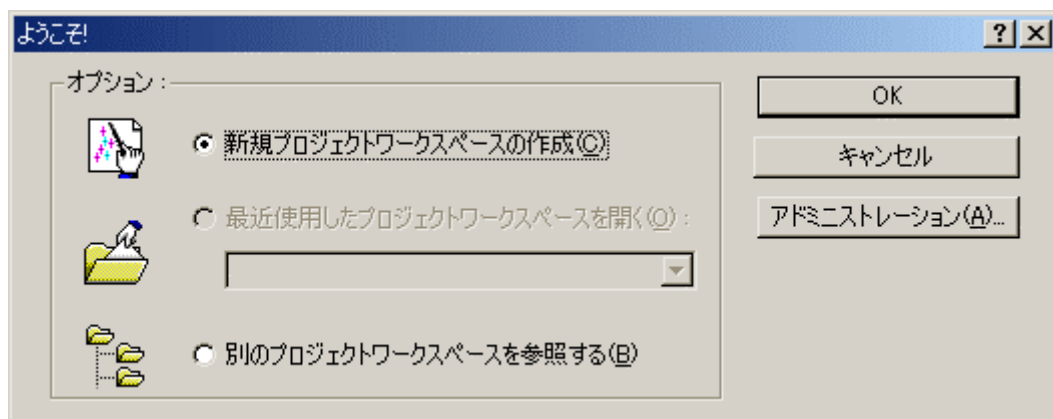 ようこそ!
オプション :
新規プロジェクトワークスペースの作成(C)
最近使用したプロジェクトワークスペースを開く(O) :
別のプロジェクトワークスペースを参照する(B)
OK
キャンセル
アドミニストレーション(A)...